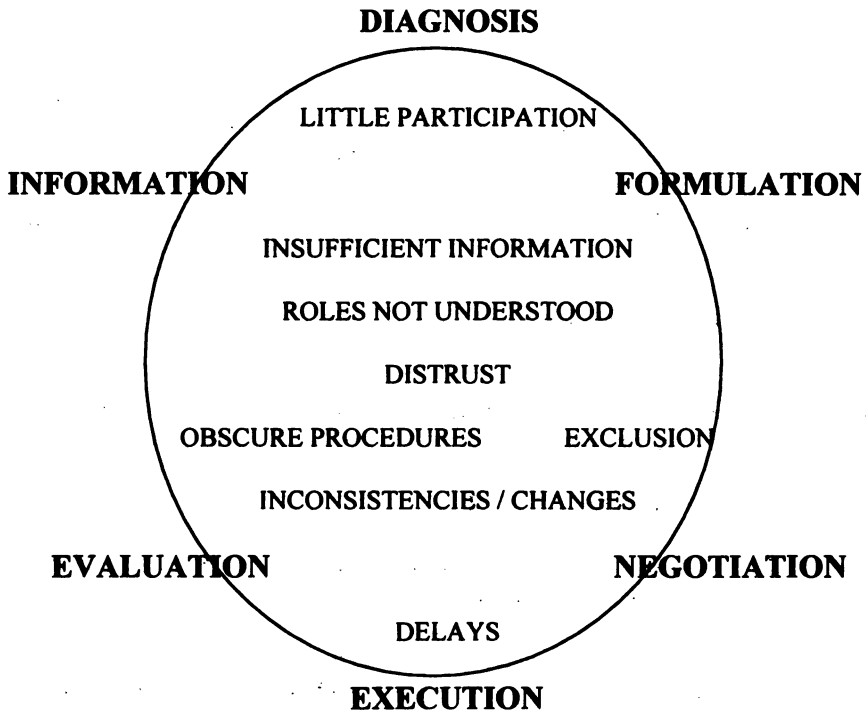 DIAGNOSIS
LITTLE PARTICIPATION
INFORMATION
FORMULATION
INSUFFICIENT INFORMATION
ROLES NOT UNDERSTOOD
DISTRUST
OBSCURE PROCEDURES
EXCLUSION
INCONSISTENCIES / CHANGES
EVALUATION
NEGOTIATION
DELAYS
EXECUTION